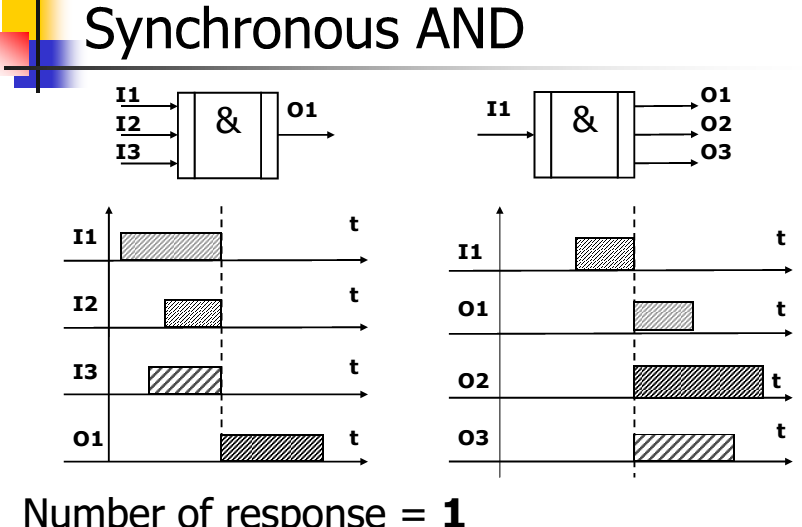 Synchronous AND
I1
I2
I3
&
O1
I1
&
O1
O2
O3
I1
t
I2
t
I3
t
O1
t
I1
t
O1
t
O2
t
O3
t
Number of response = 1